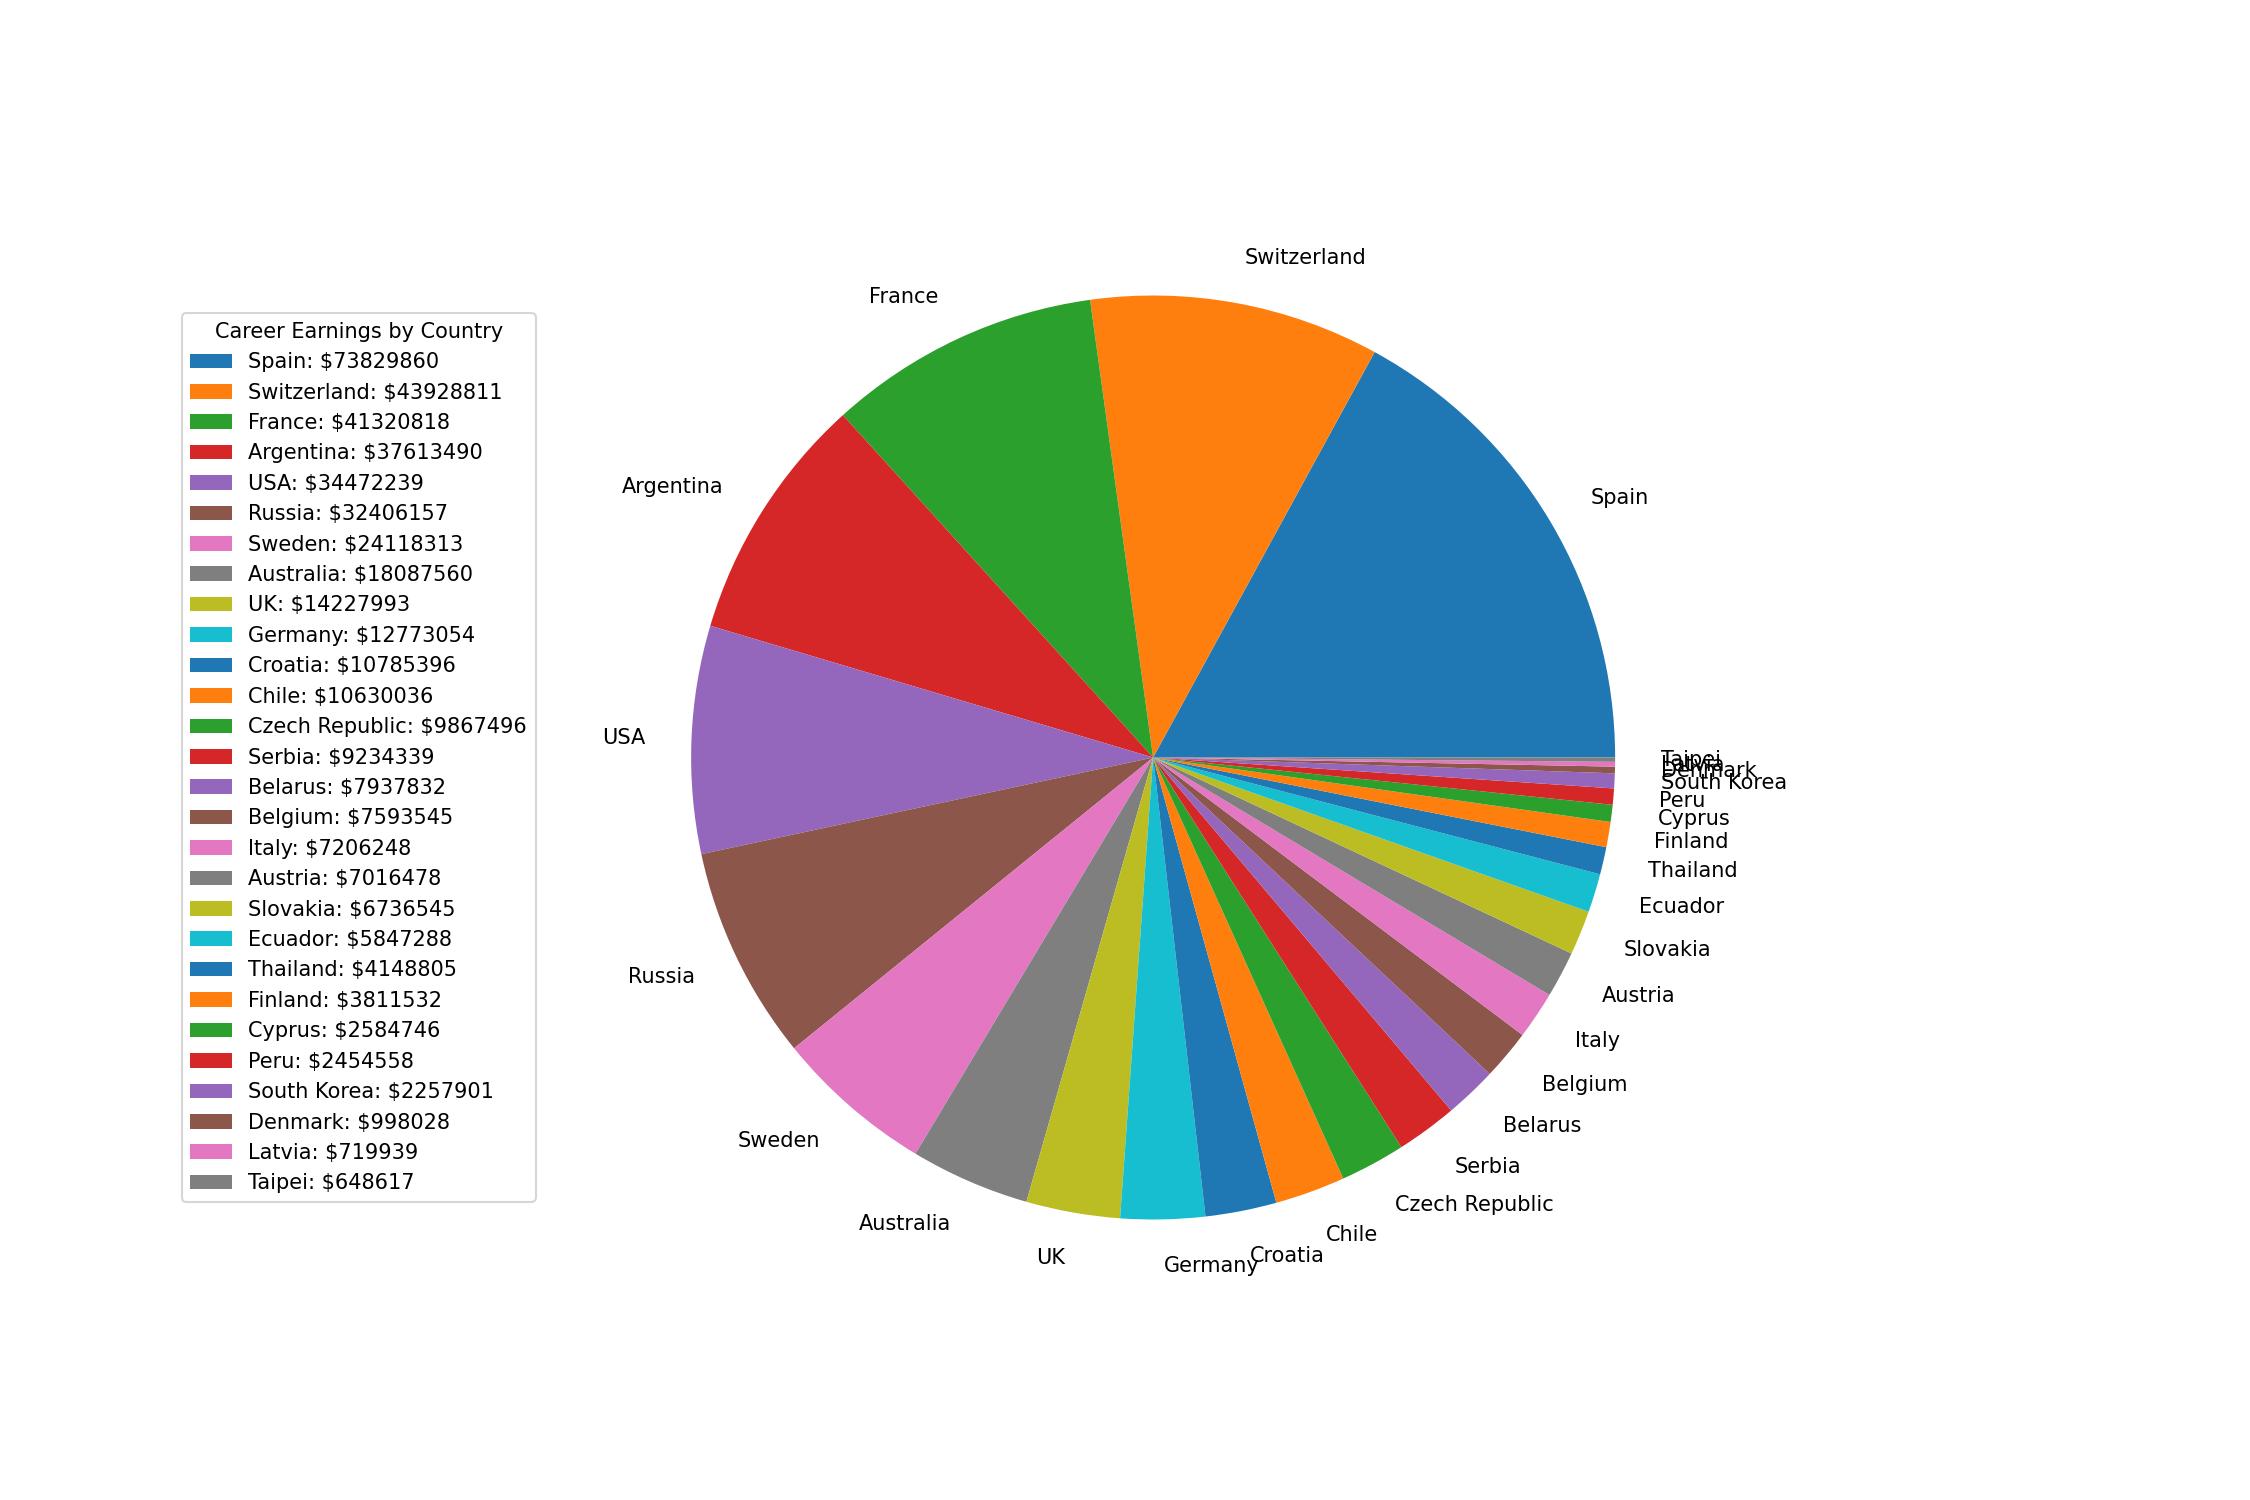 Career Earnings by Country
Spain: $73829860
Switzerland: $43928811
France: $41320818
Argentina: $37613490
USA: $34472239
Russia: $32406157
Sweden: $24118313
Australia: $18087560
UK: $14227993
Germany: $12773054
Croatia: $10785396
Chile: $10630036
Czech Republic: $9867496
Serbia: $9234339
Belarus: $7937832
Belgium: $7593545
Italy: $7206248
Austria: $7016478
Slovakia: $6736545
Ecuador: $5847288
Thailand: $4148805
Finland: $3811532
Cyprus: $2584746
Peru: $2454558
South Korea: $2257901
Denmark: $998028
Latvia: $719939
Taipei: $648617
Spain
Switzerland
France
Argentina
USA
Russia
Sweden
Australia
UK
Germany
Croatia
Chile
Czech Republic
Serbia
Belarus
Belgium
Italy
Austria
Slovakia
Ecuador
Thailand
Finland
Cyprus
Peru
South Korea
Denmark
Latvia
Taipei